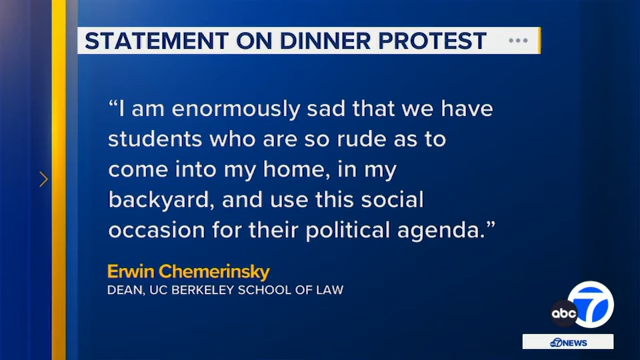 STATEMENT ON DINNER PROTEST
“I am enormously sad that we have
students who are so rude as to
come into my home, in my
backyard, and use this social
occasion for their political agenda.”
Erwin Chemerinsky
DEAN, UC BERKELEY SCHOOL OF LAW
abc 7
abc 7 NEWS